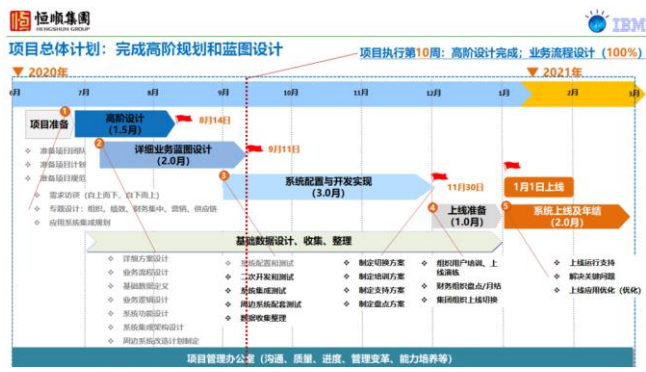 恒顺集团
HENGSHUN GROUP
IBM
项目总体计划：完成高阶规划和蓝图设计
项目执行第10周：高阶设计完成；业务流程设计（100%）
2020年
2021年
6月
7月
8月
9月
10月
11月
12月
1月
2月
3月
1
项目准备
高阶设计
(1.5月)
8月14日
准备项目团队
准备项目计划
准备项目规范
2
详细业务蓝图设计
(2.0月)
9月11日
需求访谈（自上而下、自下而上）
专题设计：组织、绩效、财务集中、营销、供应链
应用系统集成规划
3
系统配置与开发实现
(3.0月)
11月30日
1月1日上线
4
上线准备
(1.0月)
5
系统上线及年结
(2.0月)
基础数据设计、收集、整理
详细方案设计
业务流程设计
基础数据定义
业务逻辑设计
系统功能设计
系统集成架构设计
周边系统改造计划制定
系统配置和测试
二次开发和测试
系统集成测试
周边系统配套测试
数据收集整理
制定切换方案
制定培训方案
制定支持方案
制定盘点方案
组织用户培训、上
线演练
财务组织盘点/月结
集团组织上线切换
上线运行支持
解决关键问题
上线应用优化（优化）
项目管理办公室（沟通、质量、进度、管理变革、能力培养等）